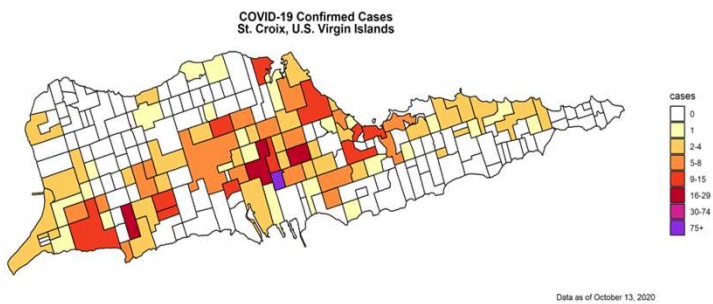 COVID-19 Confirmed Cases
St. Croix, U.S. Virgin Islands
cases
0
1
2-4
5-8
9-15
16-29
30-74
75+
Data as of October 13, 2020